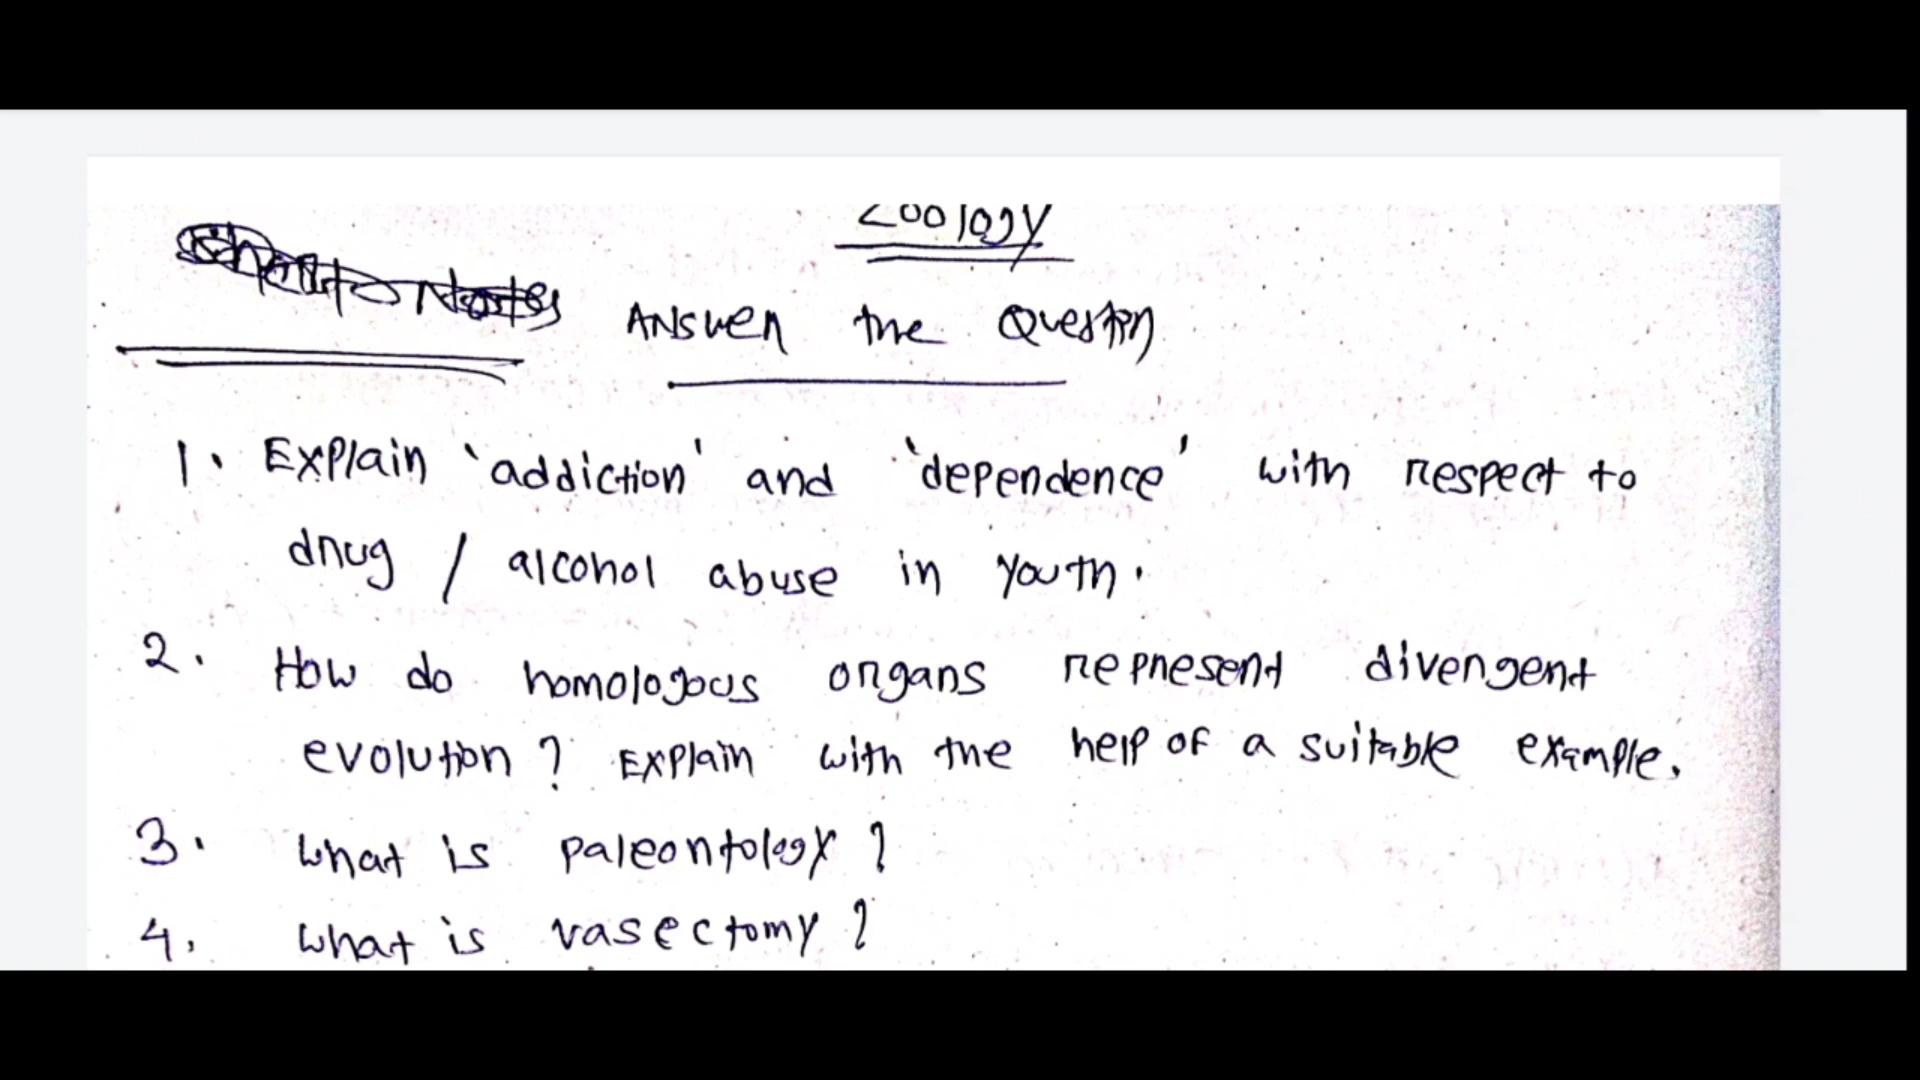 Zoology
Short Notes
Answer the Question
1. Explain 'addiction' and 'dependence' with respect to
drug / alcohol abuse in youth.
2. How do homologous organs represent divergent
evolution? Explain with the help of a suitable example.
3. What is paleontology?
4. What is vasectomy?